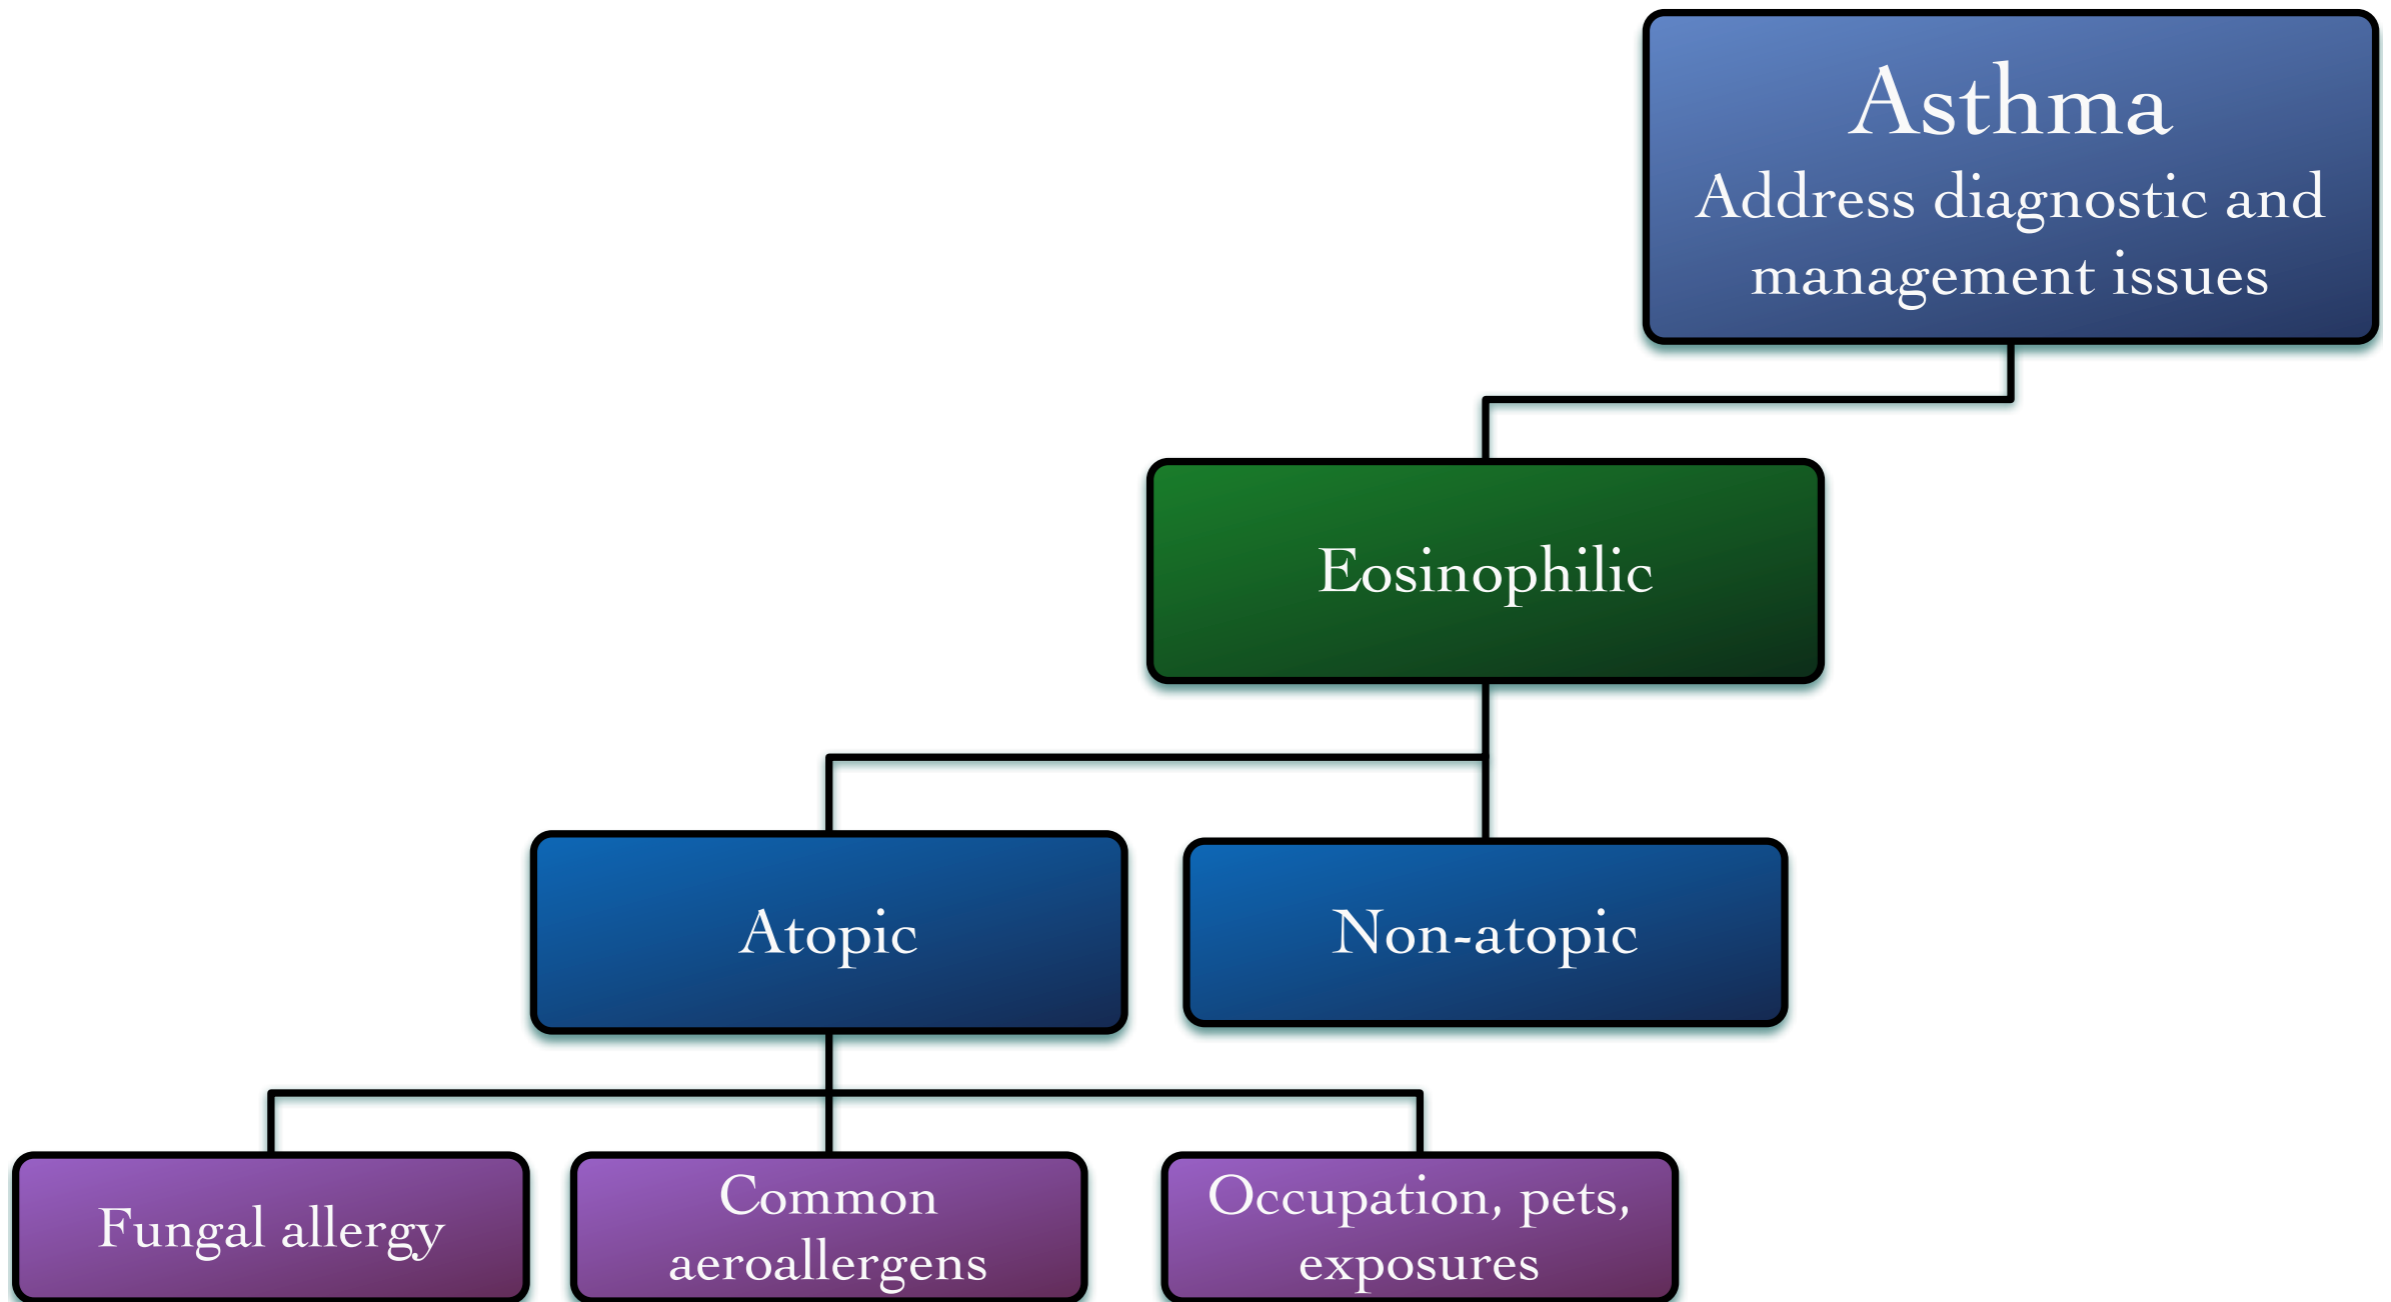 Asthma
Address diagnostic and
management issues
Eosinophilic
Atopic
Non-atopic
Fungal allergy
Common
aeroallergens
Occupation, pets,
exposures